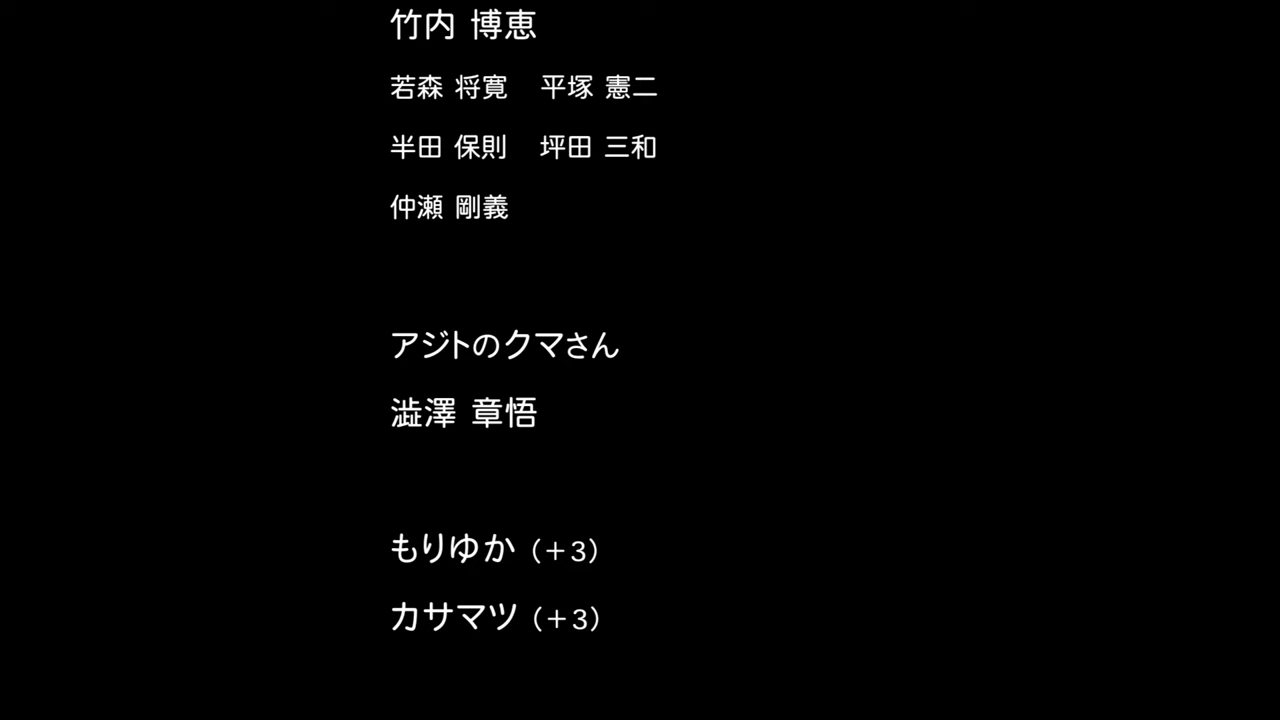 竹内 博恵
若森 将寛　平塚 憲二
半田 保則　坪田 三和
仲瀬 剛義
アジトのクマさん
澁澤 章悟
もりゆか（＋3）
カサマツ（＋3）